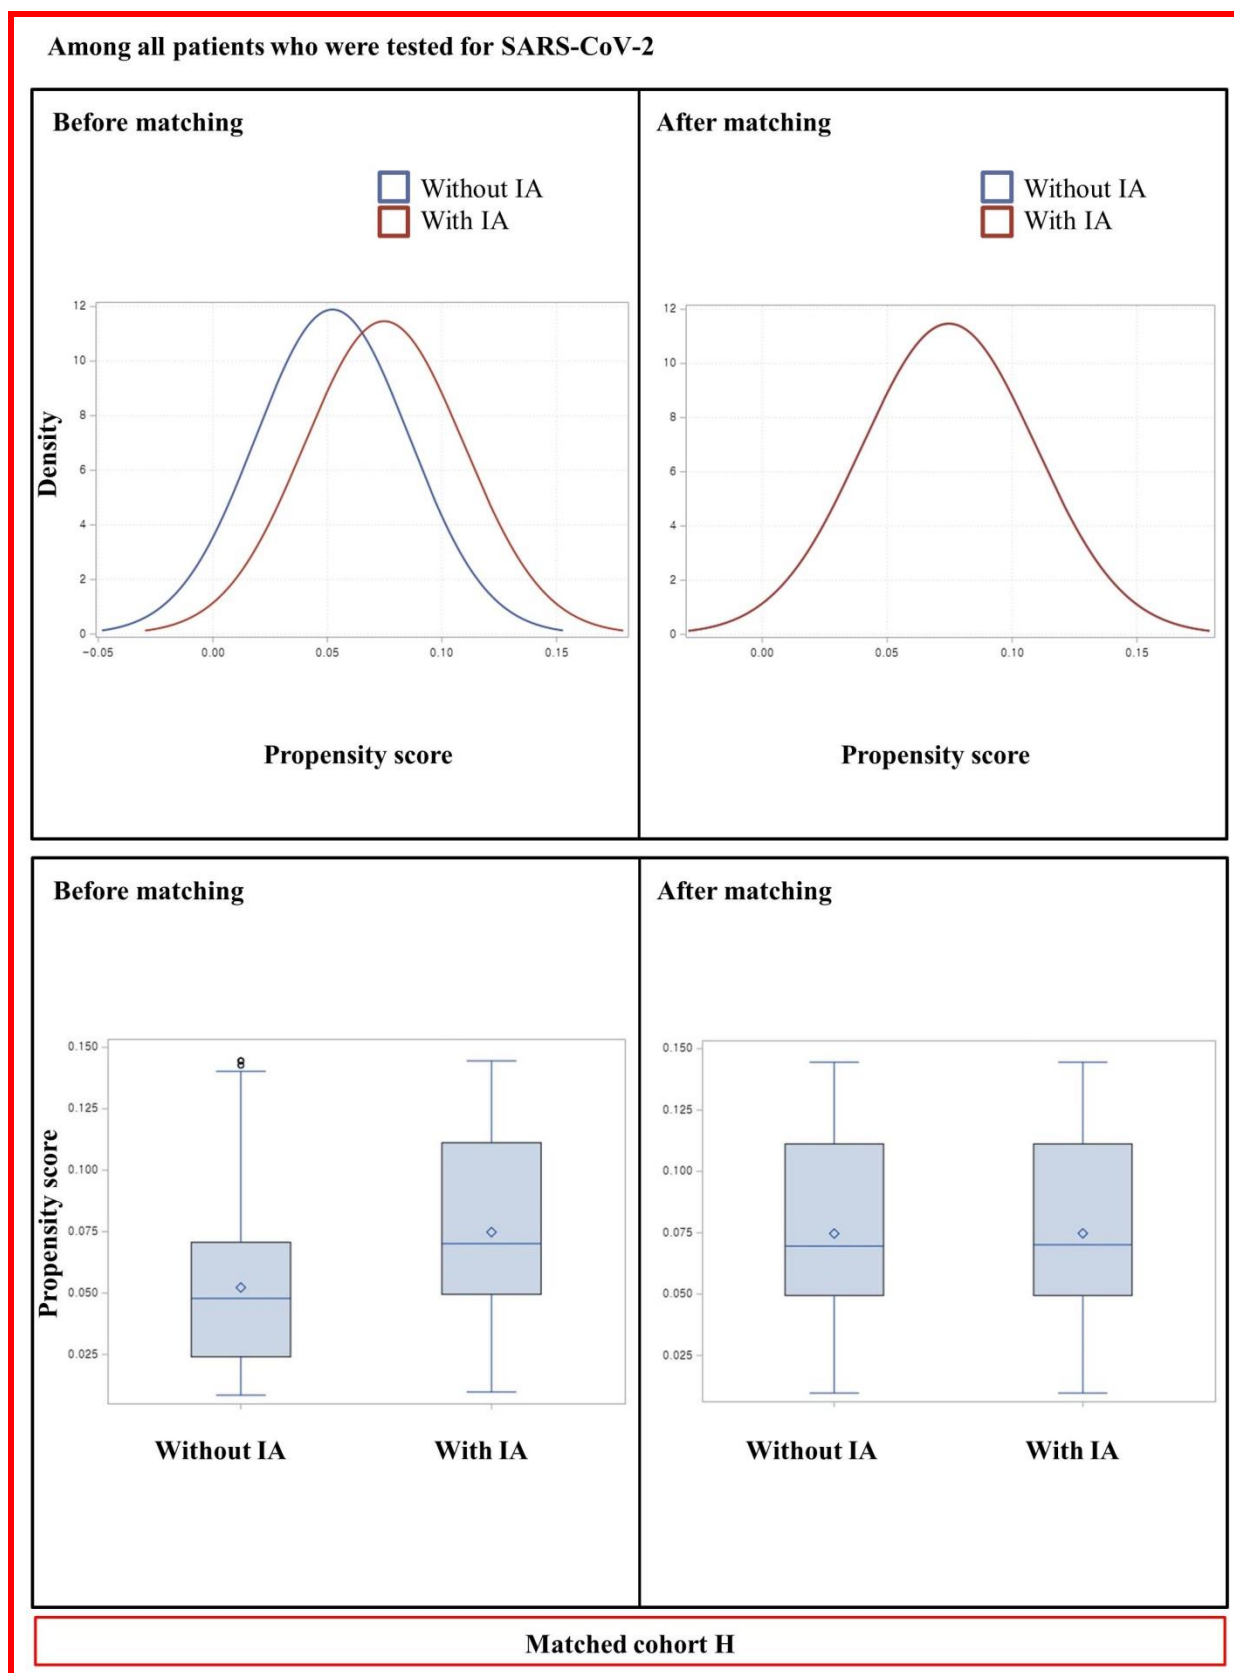 Among all patients who were tested for SARS-CoV-2
Before matching
Without IA
With IA
12
10
8
6
4
2
0
Density
−0.05 0.00 0.05 0.10 0.15
Propensity score
After matching
Without IA
With IA
12
10
8
6
4
2
0
0.00 0.05 0.10 0.15
Propensity score
Before matching
0.150
0.125
0.100
0.075
0.050
0.025
Propensity score
Without IA With IA
After matching
0.150
0.125
0.100
0.075
0.050
0.025
Without IA With IA
Matched cohort H